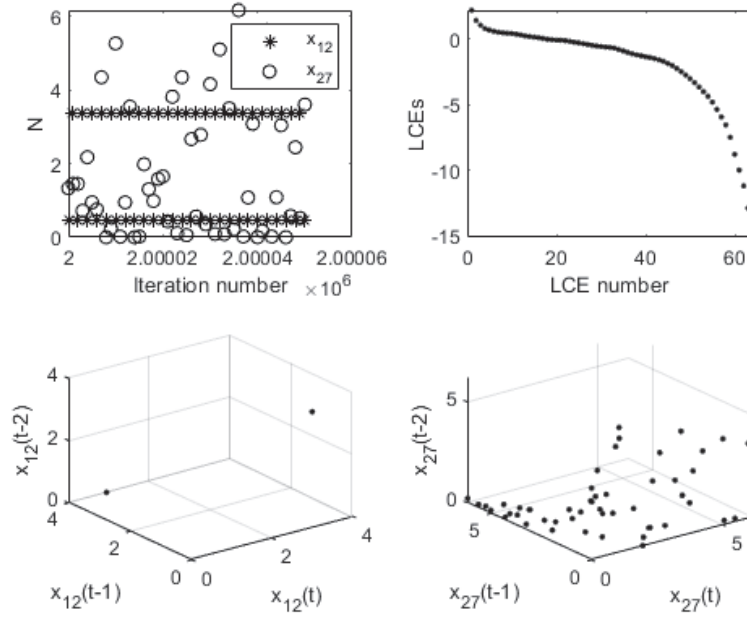 6
4
2
0
N
x12
x27
2 2.00002 2.00004 2.00006
Iteration number × 10^6
0
-5
-10
-15
LCEs
0 20 40 60
LCE number
4
2
0
x12(t-2)
4
2
0
x12(t-1)
0
2
4
x12(t)
5
0
x27(t-2)
5
0
x27(t-1)
0
5
x27(t)